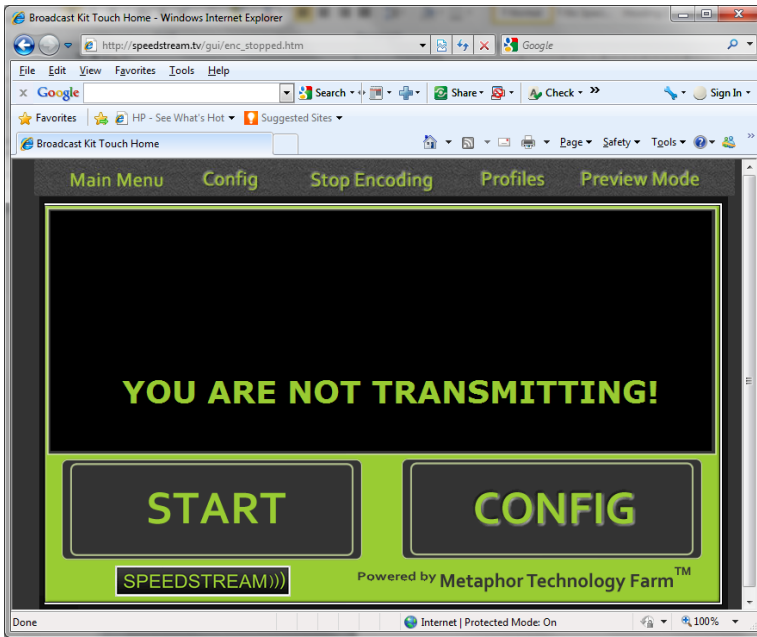 Broadcast Kit Touch Home - Windows Internet Explorer
http://speedstream.tv/gui/enc_stopped.htm Google
File Edit View Favorites Tools Help
x Google Search Share Check » Sign In
Favorites HP - See What's Hot Suggested Sites
Broadcast Kit Touch Home Page Safety Tools »
Main Menu Config Stop Encoding Profiles Preview Mode
YOU ARE NOT TRANSMITTING!
START CONFIG
SPEEDSTREAM))) Powered by Metaphor Technology Farm™
Done Internet | Protected Mode: On 100%